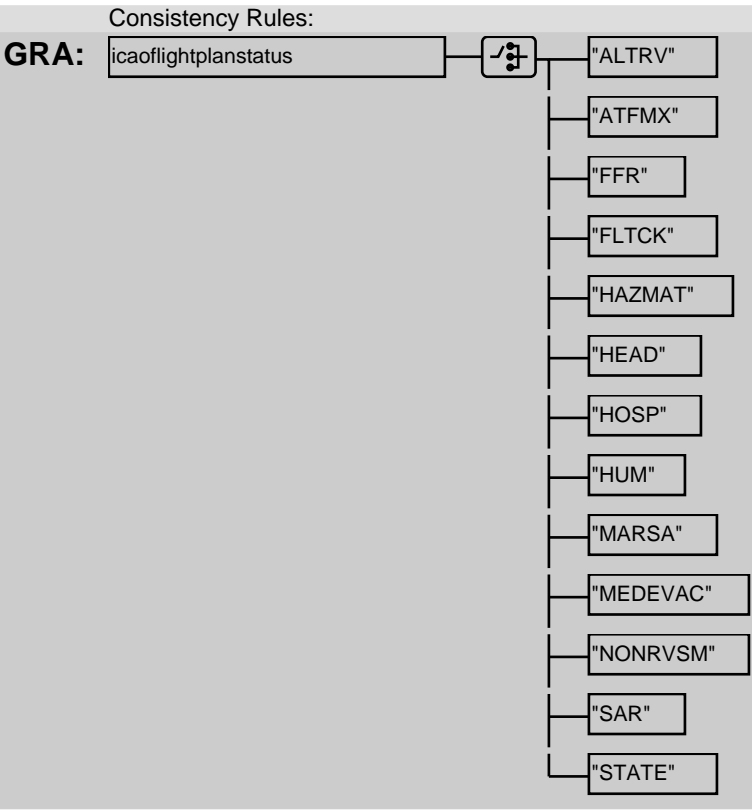 Consistency Rules:
GRA: icaoflightplanstatus "ALTRV"
"ATFMX"
"FFR"
"FLTCK"
"HAZMAT"
"HEAD"
"HOSP"
"HUM"
"MARSA"
"MEDEVAC"
"NONRVSM"
"SAR"
"STATE"